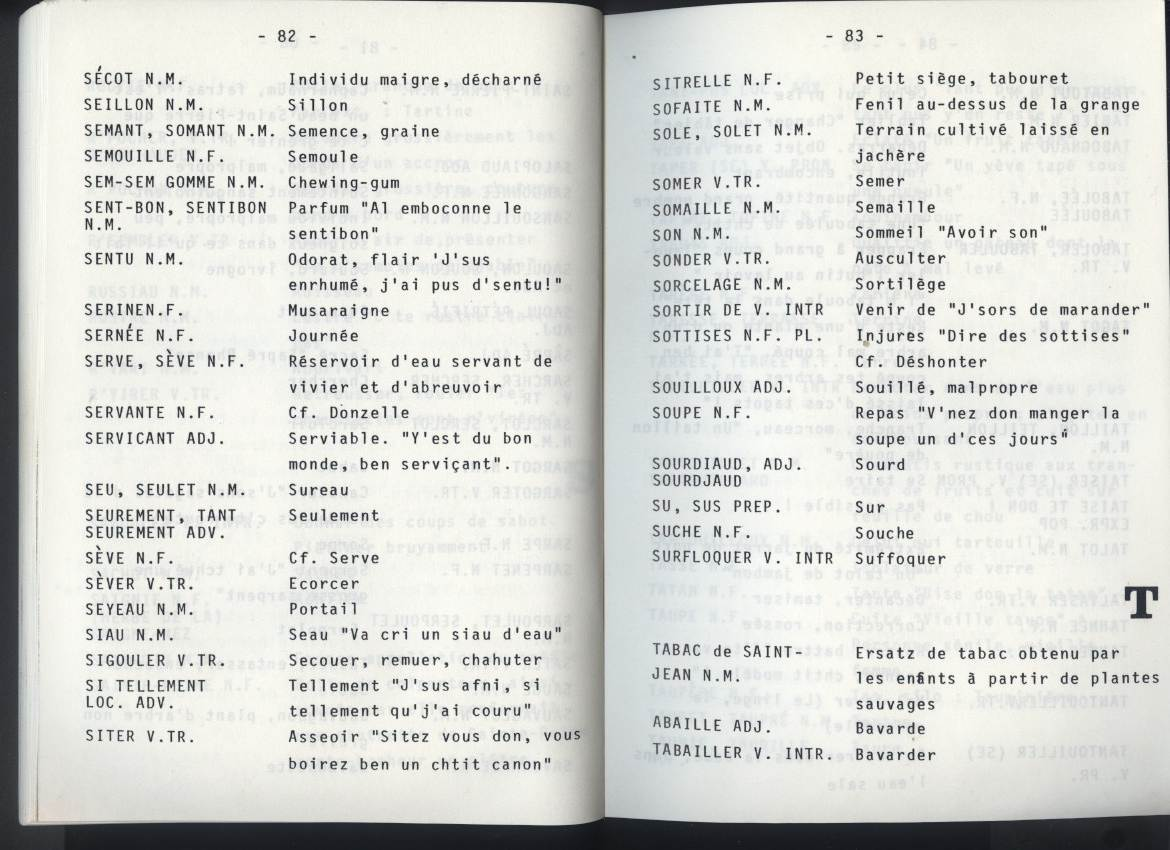 - 82 -
SÉCOT N.M. Individu maigre, décharné
SEILLON N.M. Sillon
SEMANT, SOMANT N.M. Semence, graine
SEMOUILLE N.F. Semoule
SEM-SEM GOMME N.M. Chewing-gum
SENT-BON, SENTIBON Parfum "Al emboconne le
N.M. sentibon"
SENTU N.M. Odorat, flair 'J'sus
enrhumé, j'ai pus d'sentu!"
SERINEN.F. Musaraigne
SERNÉE N.F. Journée
SERVE, SÈVE N.F. Réservoir d'eau servant de
vivier et d'abreuvoir
SERVANTE N.F. Cf. Donzelle
SERVICANT ADJ. Serviable. "Y'est du bon
monde, ben serviçant".
SEU, SEULET N.M. Sureau
SEUREMENT, TANT Seulement
SEUREMENT ADV.
SÈVE N.F. Cf. Serve
SÈVER V.TR. Ecorcer
SEYEAU N.M. Portail
SIAU N.M. Seau "Va cri un siau d'eau"
SIGOULER V.TR. Secouer, remuer, chahuter
SI TELLEMENT Tellement "J'sus afni, si
LOC. ADV. tellement qu'j'ai couru"
SITER V.TR. Asseoir "Sitez vous dom, vous
boirez ben un chtit canon"
- 83 -
SITRELLE N.F. Petit siège, tabouret
SOFAITE N.M. Fenil au-dessus de la grange
SOLE, SOLET N.M. Terrain cultivé laissé en
jachère
SOMER V.TR. Semer
SOMAILLE N.M. Semaille
SON N.M. Sommeil "Avoir son"
SONDER V.TR. Ausculter
SORCELAGE N.M. Sortilège
SORTIR DE V. INTR Venir de "J'sors de marander"
SOTTISES N.F. PL. Injures "Dire des sottises"
Cf. Déshonter
SOUILLOUX ADJ. Souillé, malpropre
SOUPE N.F. Repas "V'nez don manger la
soupe un d'ces jours"
SOURDIAUD, ADJ. Sourd
SOURDJAUD
SU, SUS PREP. Sur
SUCHE N.F. Souche
SURFLOQUER V. INTR Suffoquer
T
TABAC de SAINT- Ersatz de tabac obtenu par
JEAN N.M. les enfants à partir de plantes
sauvages
ABAILLE ADJ. Bavarde
TABAILLER V. INTR. Bavarder